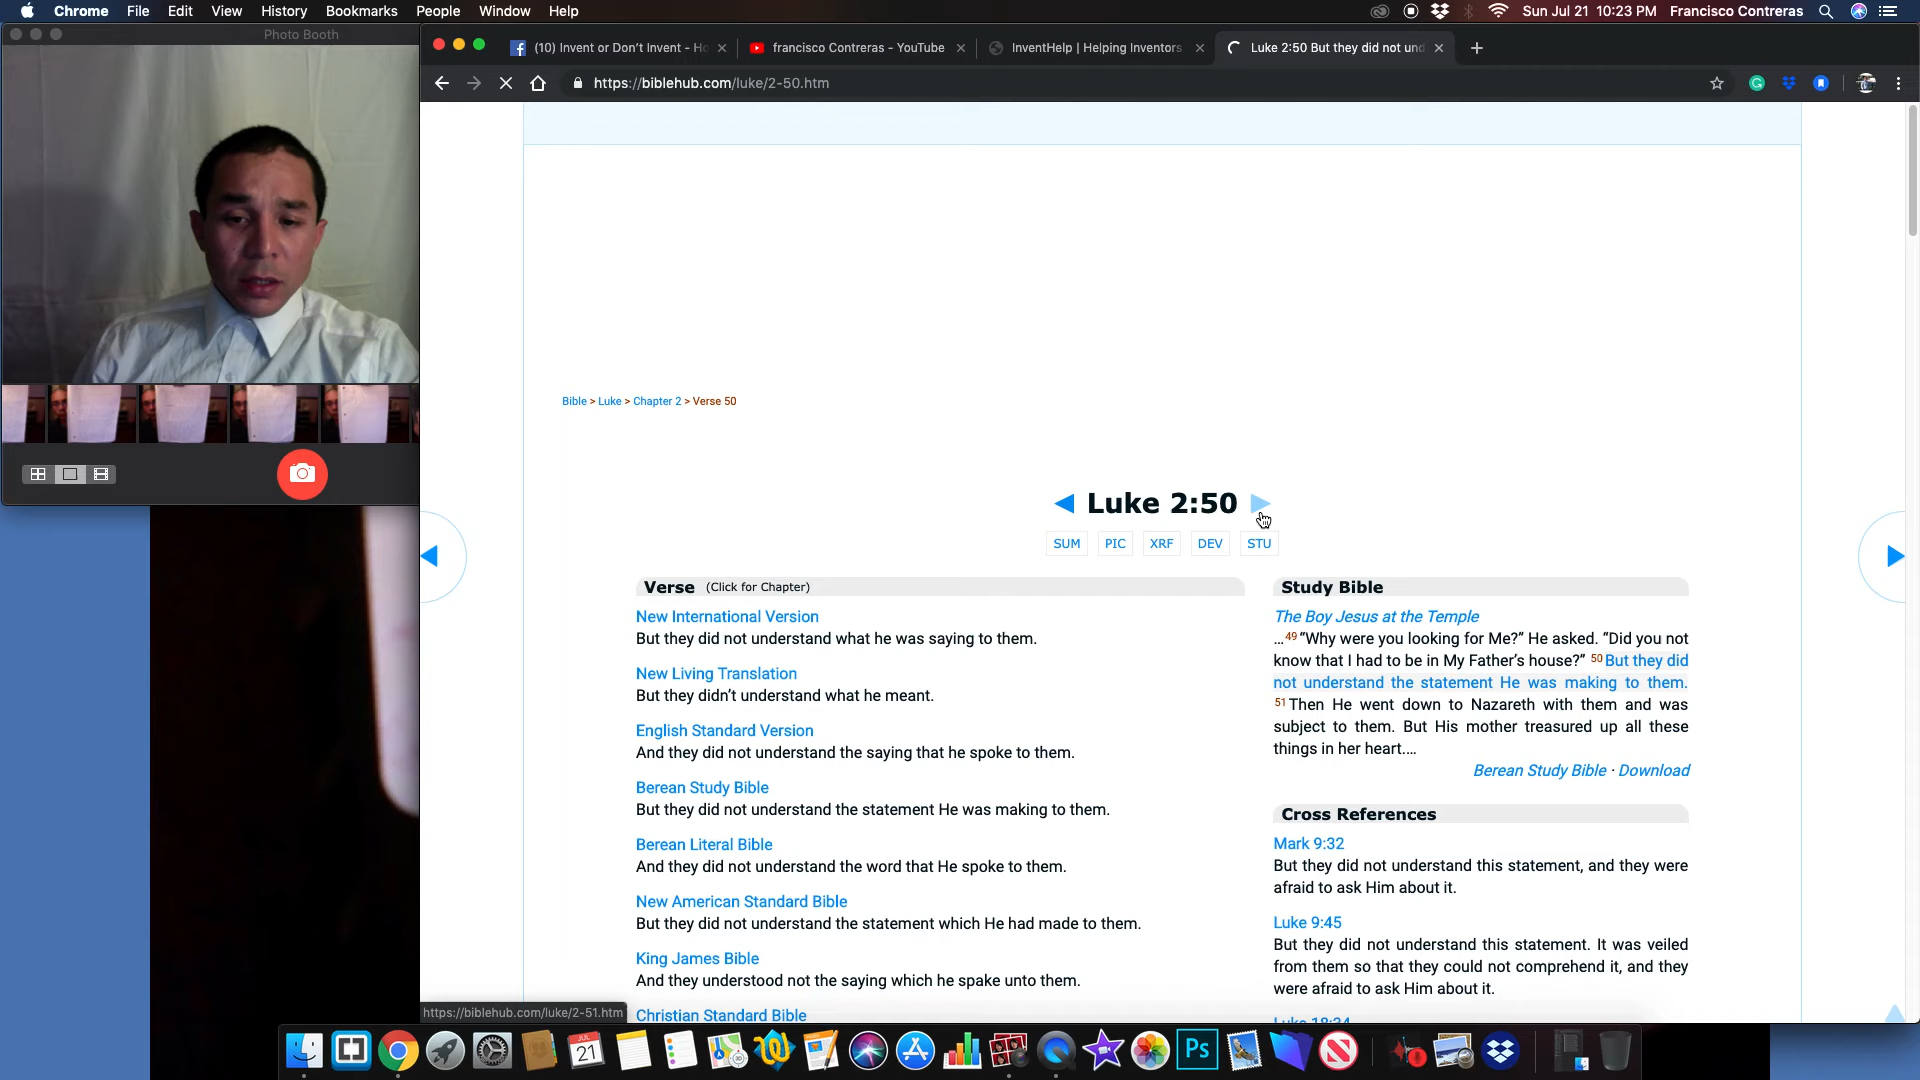 Chrome File Edit View History Bookmarks People Window Help
Sun Jul 21 10:23 PM Francisco Contreras
Photo Booth
(10) Invent or Don't Invent - Ho
francisco Contreras - YouTube
InventHelp | Helping Inventors
Luke 2:50 But they did not und
https://biblehub.com/luke/2-50.htm
Bible > Luke > Chapter 2 > Verse 50
Luke 2:50
SUM PIC XRF DEV STU
Verse (Click for Chapter)
New International Version
But they did not understand what he was saying to them.
New Living Translation
But they didn't understand what he meant.
English Standard Version
And they did not understand the saying that he spoke to them.
Berean Study Bible
But they did not understand the statement He was making to them.
Berean Literal Bible
And they did not understand the word that He spoke to them.
New American Standard Bible
But they did not understand the statement which He had made to them.
King James Bible
And they understood not the saying which he spake unto them.
Christian Standard Bible
Study Bible
The Boy Jesus at the Temple
...49 “Why were you looking for Me?” He asked. “Did you not
know that I had to be in My Father's house?” 50 But they did
not understand the statement He was making to them.
51 Then He went down to Nazareth with them and was
subject to them. But His mother treasured up all these
things in her heart....
Berean Study Bible · Download
Cross References
Mark 9:32
But they did not understand this statement, and they were
afraid to ask Him about it.
Luke 9:45
But they did not understand this statement. It was veiled
from them so that they could not comprehend it, and they
were afraid to ask Him about it.
Luke 18:34
https://biblehub.com/luke/2-51.htm
JUL
21
Ps